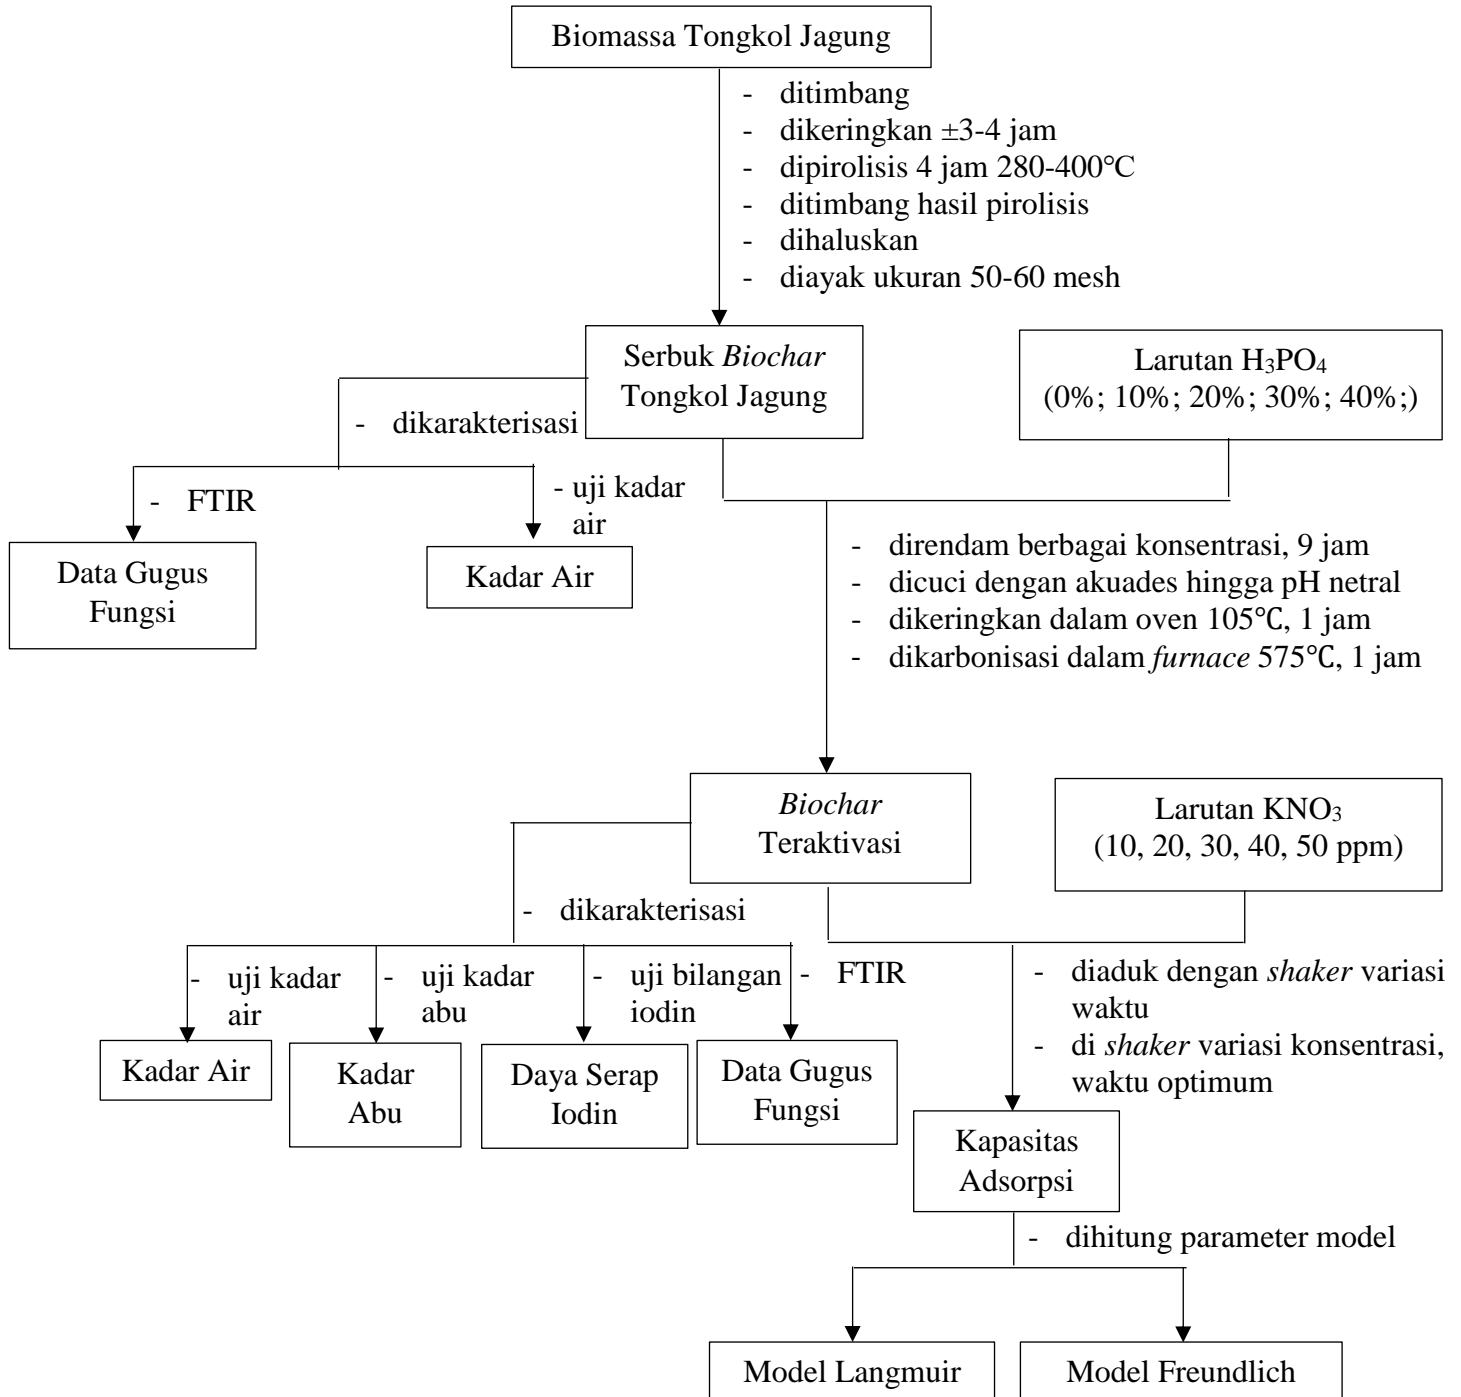 Biomassa Tongkol Jagung
- ditimbang
- dikeringkan ±3-4 jam
- dipirolisis 4 jam 280-400°C
- ditimbang hasil pirolisis
- dihaluskan
- diayak ukuran 50-60 mesh
Serbuk Biochar
Tongkol Jagung
Larutan H₃PO₄
(0%; 10%; 20%; 30%; 40%;)
- dikarakterisasi
- FTIR
- uji kadar
air
Data Gugus
Fungsi
Kadar Air
- direndam berbagai konsentrasi, 9 jam
- dicuci dengan akuades hingga pH netral
- dikeringkan dalam oven 105℃, 1 jam
- dikarbonisasi dalam furnace 575℃, 1 jam
Biochar
Teraktivasi
Larutan KNO₃
(10, 20, 30, 40, 50 ppm)
- dikarakterisasi
- uji kadar
air
- uji kadar
abu
- uji bilangan
iodin
- FTIR
Kadar Air
Kadar
Abu
Daya Serap
Iodin
Data Gugus
Fungsi
- diaduk dengan shaker variasi
waktu
- di shaker variasi konsentrasi,
waktu optimum
Kapasitas
Adsorpsi
- dihitung parameter model
Model Langmuir
Model Freundlich